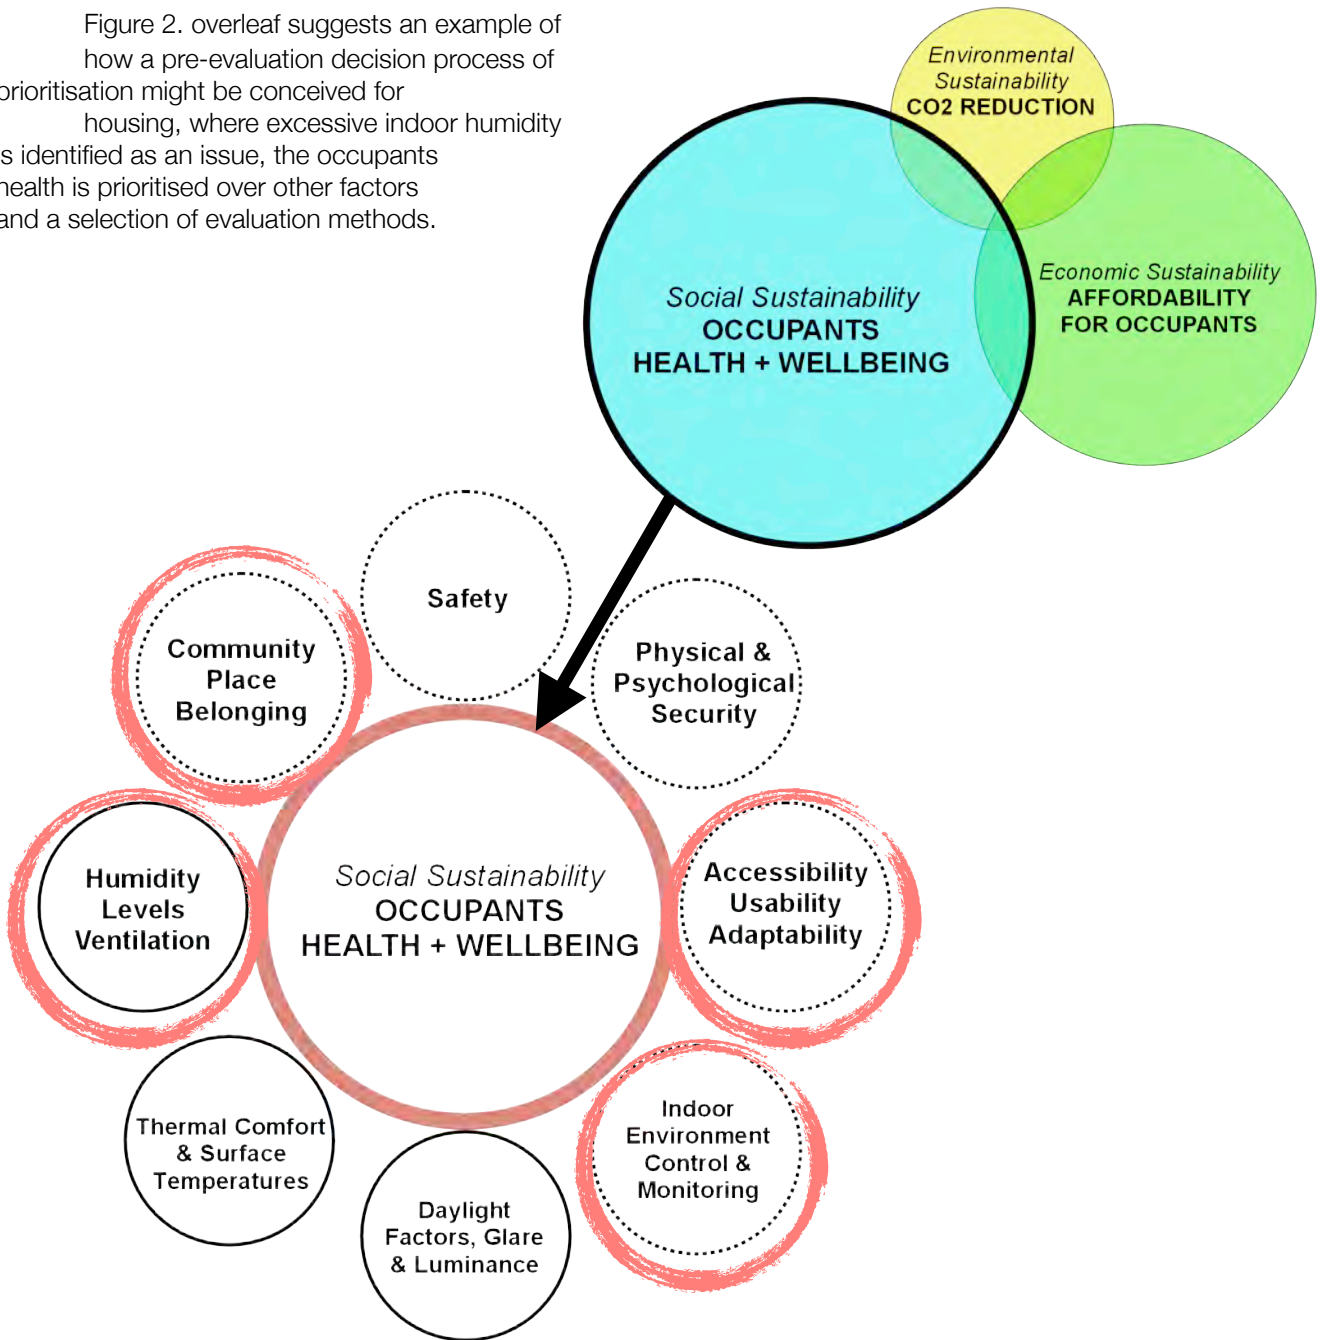 Figure 2. overleaf suggests an example of
how a pre-evaluation decision process of
prioritisation might be conceived for
housing, where excessive indoor humidity
s identified as an issue, the occupants
health is prioritised over other factors
and a selection of evaluation methods.
Environmental
Sustainability
CO2 REDUCTION
Economic Sustainability
AFFORDABILITY
FOR OCCUPANTS
Social Sustainability
OCCUPANTS
HEALTH + WELLBEING
Safety
Community
Place
Belonging
Physical &
Psychological
Security
Humidity
Levels
Ventilation
Social Sustainability
OCCUPANTS
HEALTH + WELLBEING
Accessibility
Usability
Adaptability
Thermal Comfort
& Surface
Temperatures
Daylight
Factors, Glare
& Luminance
Indoor
Environment
Control &
Monitoring